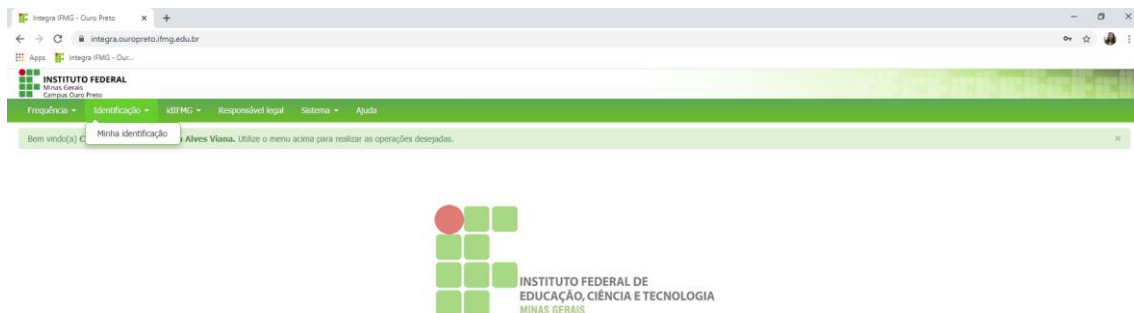 Integra IFMG - Ouro Preto
integra.ouropreto.ifmg.edu.br
Apps Integra IFMG - Our...
INSTITUTO FEDERAL
Minas Gerais
Campus Ouro Preto
Frequência Identificação idIFMG Responsável legal Sistema Ajuda
Minha identificação
Bem vindo(a) Alves Viana. Utilize o menu acima para realizar as operações desejadas.
INSTITUTO FEDERAL DE
EDUCAÇÃO, CIÊNCIA E TECNOLOGIA
MINAS GERAIS